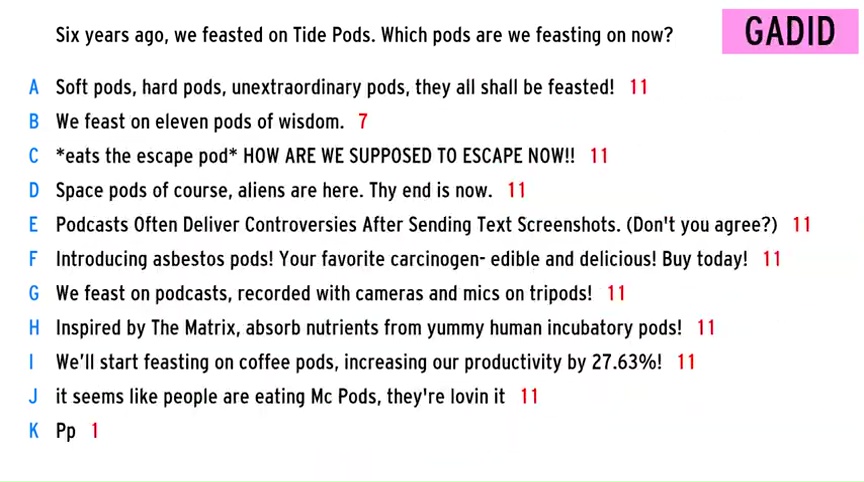 Six years ago, we feasted on Tide Pods. Which pods are we feasting on now?
GADID
A Soft pods, hard pods, unextraordinary pods, they all shall be feasted! 11
B We feast on eleven pods of wisdom. 7
C *eats the escape pod* HOW ARE WE SUPPOSED TO ESCAPE NOW!! 11
D Space pods of course, aliens are here. Thy end is now. 11
E Podcasts Often Deliver Controversies After Sending Text Screenshots. (Don't you agree?) 11
F Introducing asbestos pods! Your favorite carcinogen- edible and delicious! Buy today! 11
G We feast on podcasts, recorded with cameras and mics on tripods! 11
H Inspired by The Matrix, absorb nutrients from yummy human incubatory pods! 11
I We'll start feasting on coffee pods, increasing our productivity by 27.63%! 11
J it seems like people are eating Mc Pods, they're lovin it 11
K Pp 1